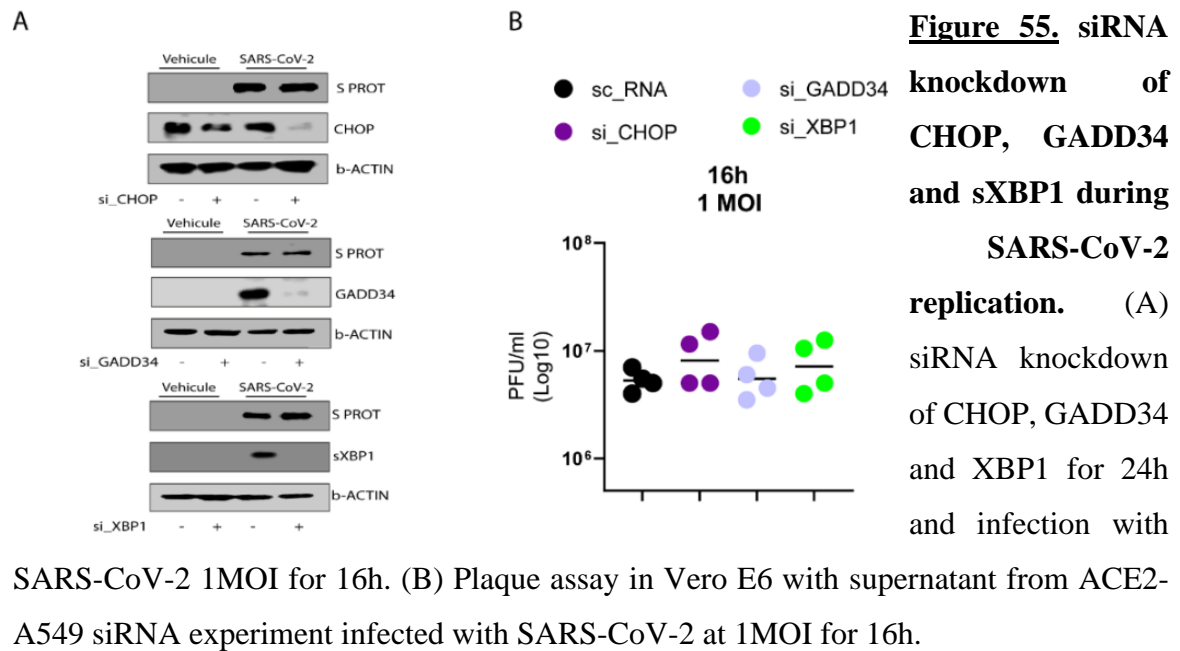 A
Vehicule SARS-CoV-2
S PROT
CHOP
b-ACTIN
si_CHOP - + - +
Vehicule SARS-CoV-2
S PROT
GADD34
b-ACTIN
si_GADD34 - + - +
Vehicule SARS-CoV-2
S PROT
sXBP1
b-ACTIN
si_XBP1 - + - +
B
sc_RNA si_GADD34
si_CHOP si_XBP1
16h
1 MOI
PFU/ml
(Log10)
10⁸
10⁷
10⁶
Figure 55. siRNA
knockdown of
CHOP, GADD34
and sXBP1 during
SARS-CoV-2
replication. (A)
siRNA knockdown
of CHOP, GADD34
and XBP1 for 24h
and infection with
SARS-CoV-2 1MOI for 16h. (B) Plaque assay in Vero E6 with supernatant from ACE2-
A549 siRNA experiment infected with SARS-CoV-2 at 1MOI for 16h.